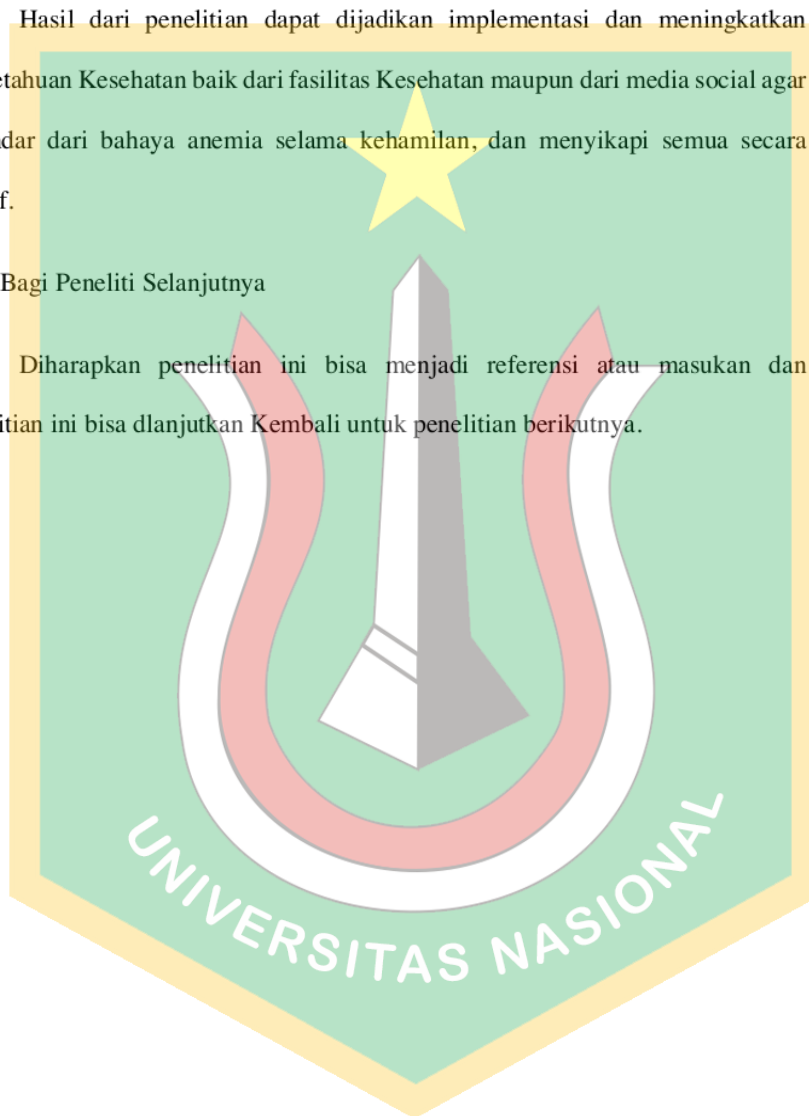 Hasil dari penelitian dapat dijadikan implementasi dan meningkatkan
etahuan Kesehatan baik dari fasilitas Kesehatan maupun dari media social agar
dar dari bahaya anemia selama kehamilan, dan menyikapi semua secara
f.
Bagi Peneliti Selanjutnya
Diharapkan penelitian ini bisa menjadi referensi atau masukan dan
itian ini bisa dlanjutkan Kembali untuk penelitian berikutnya.
UNIVERSITAS NASIONAL